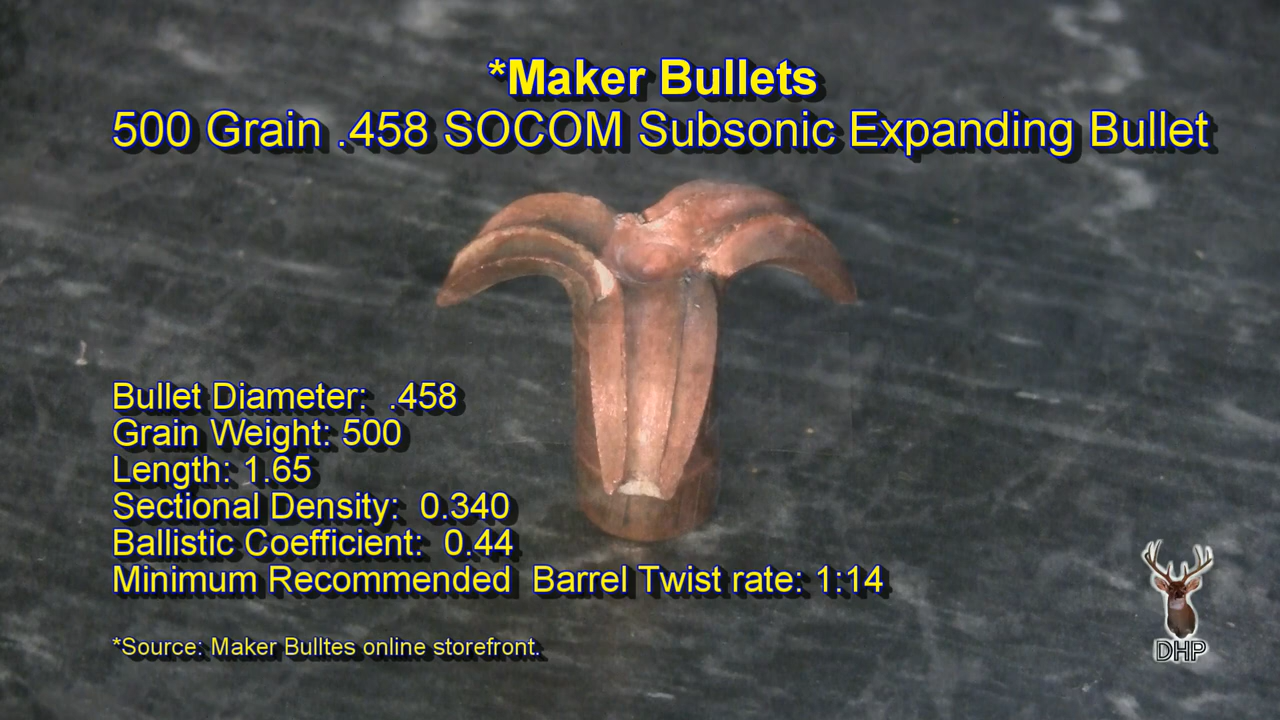 *Maker Bullets
500 Grain .458 SOCOM Subsonic Expanding Bullet
Bullet Diameter:  .458
Grain Weight: 500
Length: 1.65
Sectional Density:  0.340
Ballistic Coefficient:  0.44
Minimum Recommended  Barrel Twist rate: 1:14
*Source: Maker Bulltes online storefront.
DHP